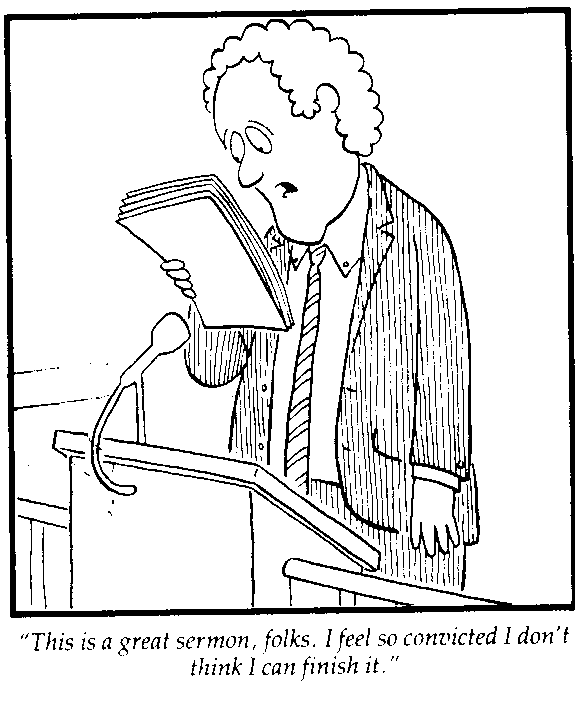 "This is a great sermon, folks. I feel so convicted I don't
think I can finish it."